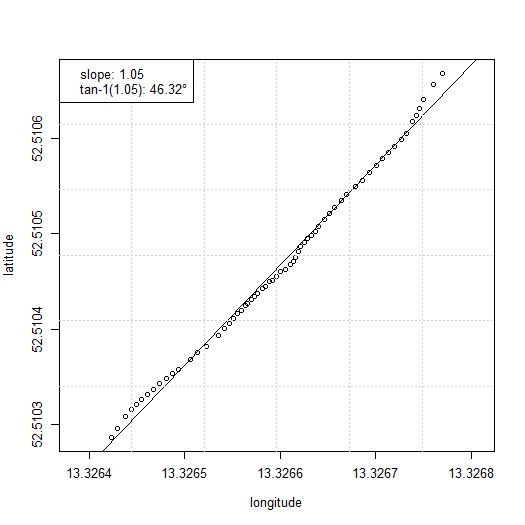 slope: 1.05
tan-1(1.05): 46.32°
52.5106
52.5105
52.5104
52.5103
latitude
13.3264 13.3265 13.3266 13.3267 13.3268
longitude